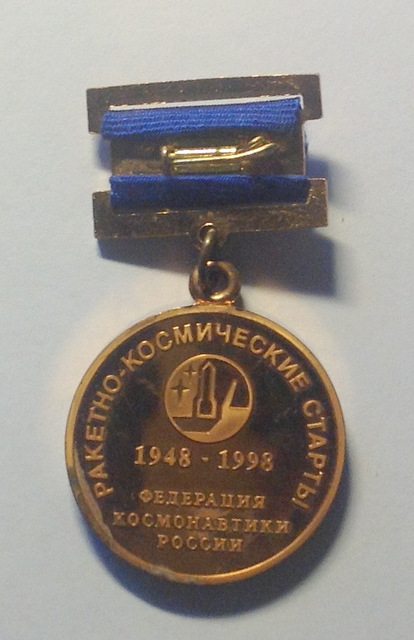 РАКЕТНО-КОСМИЧЕСКИЕ СТАРТЫ
1948 - 1998
ФЕДЕРАЦИЯ
КОСМОНАВТИКИ
РОССИИ